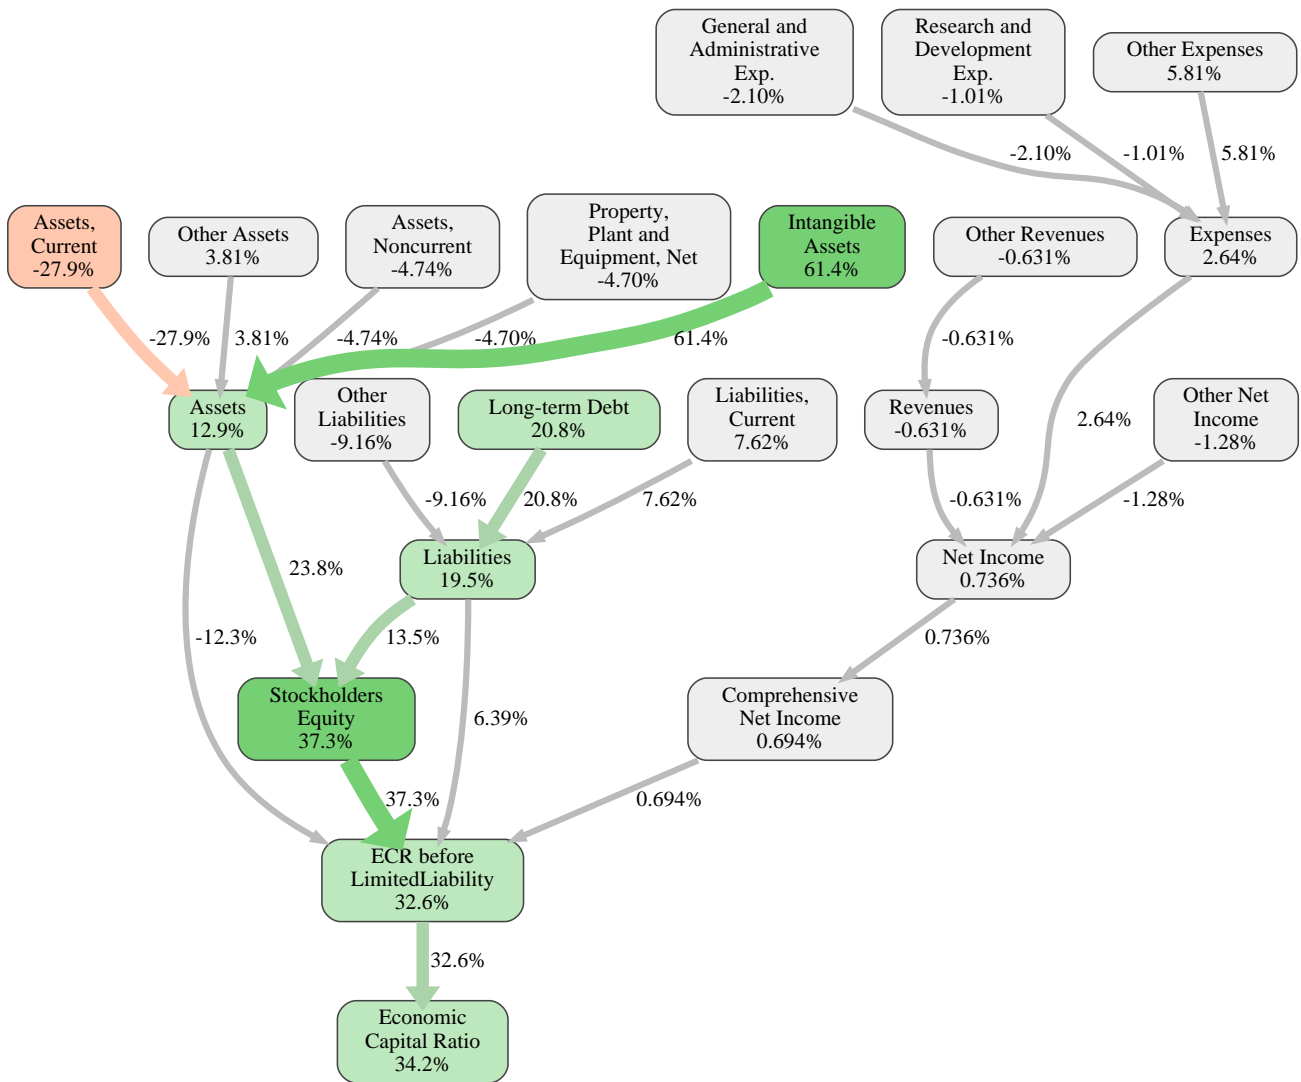 General and
Administrative
Exp.
-2.10%
Research and
Development
Exp.
-1.01%
Other Expenses
5.81%
-2.10%
-1.01%
5.81%
Assets,
Current
-27.9%
Other Assets
3.81%
Assets,
Noncurrent
-4.74%
Property,
Plant and
Equipment, Net
-4.70%
Intangible
Assets
61.4%
Other Revenues
-0.631%
Expenses
2.64%
-27.9%
3.81%
-4.74%
-4.70%
61.4%
-0.631%
2.64%
Assets
12.9%
Other
Liabilities
-9.16%
Long-term Debt
20.8%
Liabilities,
Current
7.62%
Revenues
-0.631%
Other Net
Income
-1.28%
23.8%
-9.16%
20.8%
7.62%
-0.631%
-1.28%
Liabilities
19.5%
Net Income
0.736%
-12.3%
13.5%
6.39%
0.736%
Stockholders
Equity
37.3%
Comprehensive
Net Income
0.694%
37.3%
0.694%
ECR before
LimitedLiability
32.6%
32.6%
Economic
Capital Ratio
34.2%